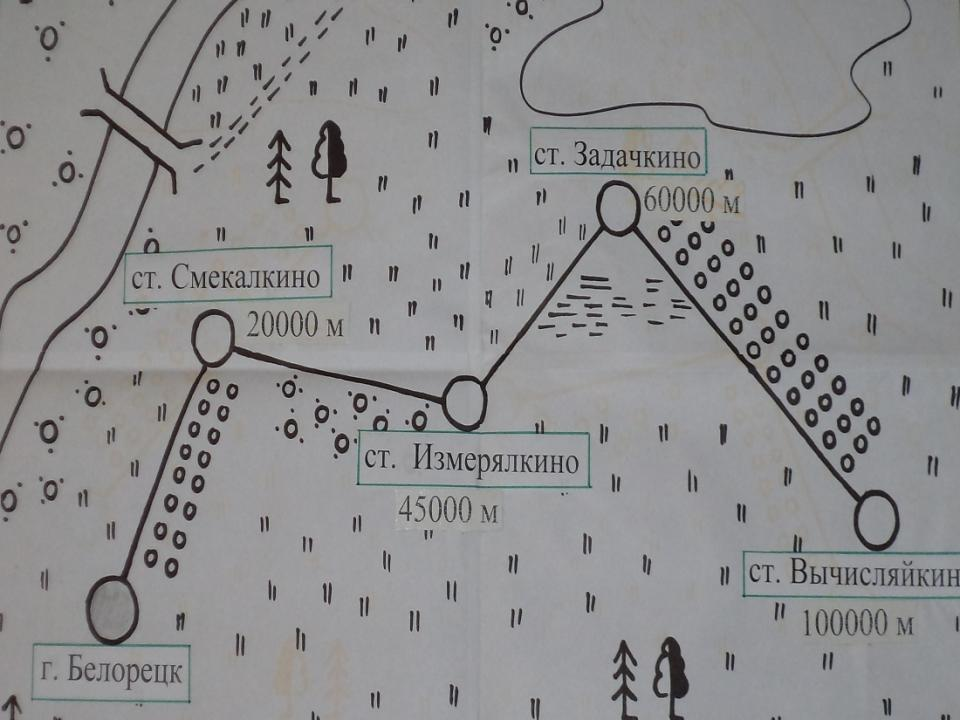 ст. Задачкино
60000 м
ст. Смекалкино
20000 м
ст. Измерялкино
45000 м
ст. Вычисляйкин
100000 м
г. Белорецк